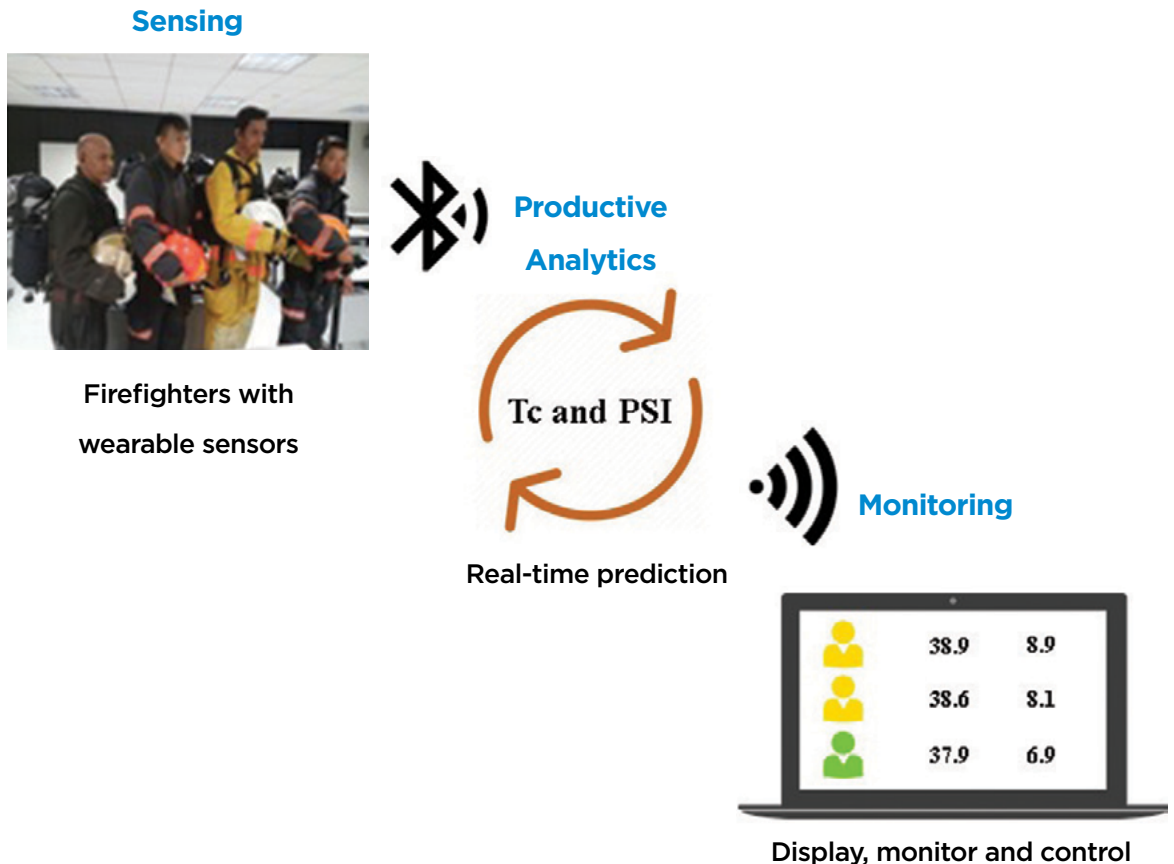 Sensing
Productive
Analytics
Firefighters with
wearable sensors
Tc and PSI
Monitoring
Real-time prediction
38.9 8.9
38.6 8.1
37.9 6.9
Display, monitor and control